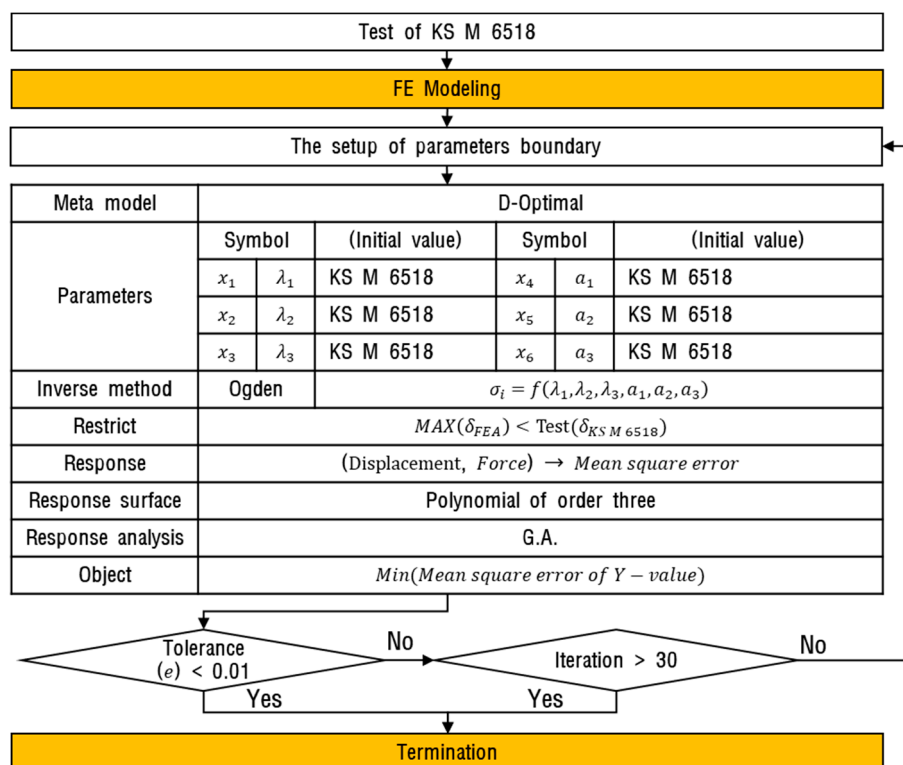 Test of KS M 6518
FE Modeling
The setup of parameters boundary
Meta model D-Optimal
Parameters
Symbol (Initial value) Symbol (Initial value)
x₁ λ₁ KS M 6518 x₄ a₁ KS M 6518
x₂ λ₂ KS M 6518 x₅ a₂ KS M 6518
x₃ λ₃ KS M 6518 x₆ a₃ KS M 6518
Inverse method Ogden σᵢ = f(λ₁,λ₂,λ₃,a₁,a₂,a₃)
Restrict MAX(δ_FEA) < Test(δ_KS M 6518)
Response (Displacement, Force) → Mean square error
Response surface Polynomial of order three
Response analysis G.A.
Object Min(Mean square error of Y − value)
Tolerance
(e) < 0.01
No
Iteration > 30
No
Yes
Yes
Termination